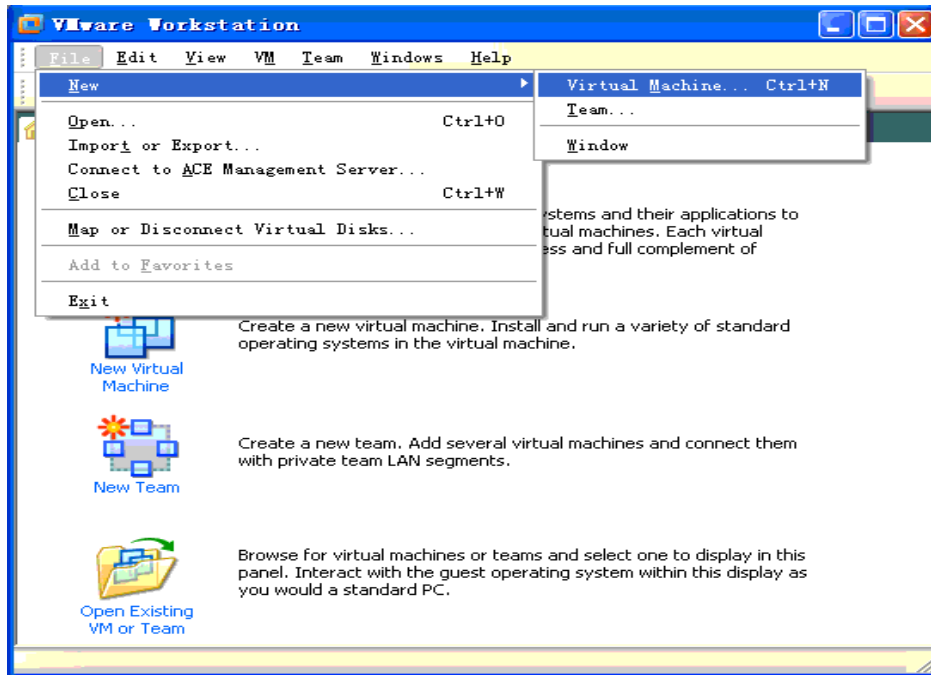 VMware Workstation
File Edit View VM Team Windows Help
New
Virtual Machine... Ctrl+N
Team...
Window
Open... Ctrl+O
Import or Export...
Connect to ACE Management Server...
Close Ctrl+W
Map or Disconnect Virtual Disks...
Add to Favorites
Exit
and their applications to
machines. Each virtual
and full complement of
New Virtual
Machine
Create a new virtual machine. Install and run a variety of standard
operating systems in the virtual machine.
New Team
Create a new team. Add several virtual machines and connect them
with private team LAN segments.
Open Existing
VM or Team
Browse for virtual machines or teams and select one to display in this
panel. Interact with the guest operating system within this display as
you would a standard PC.